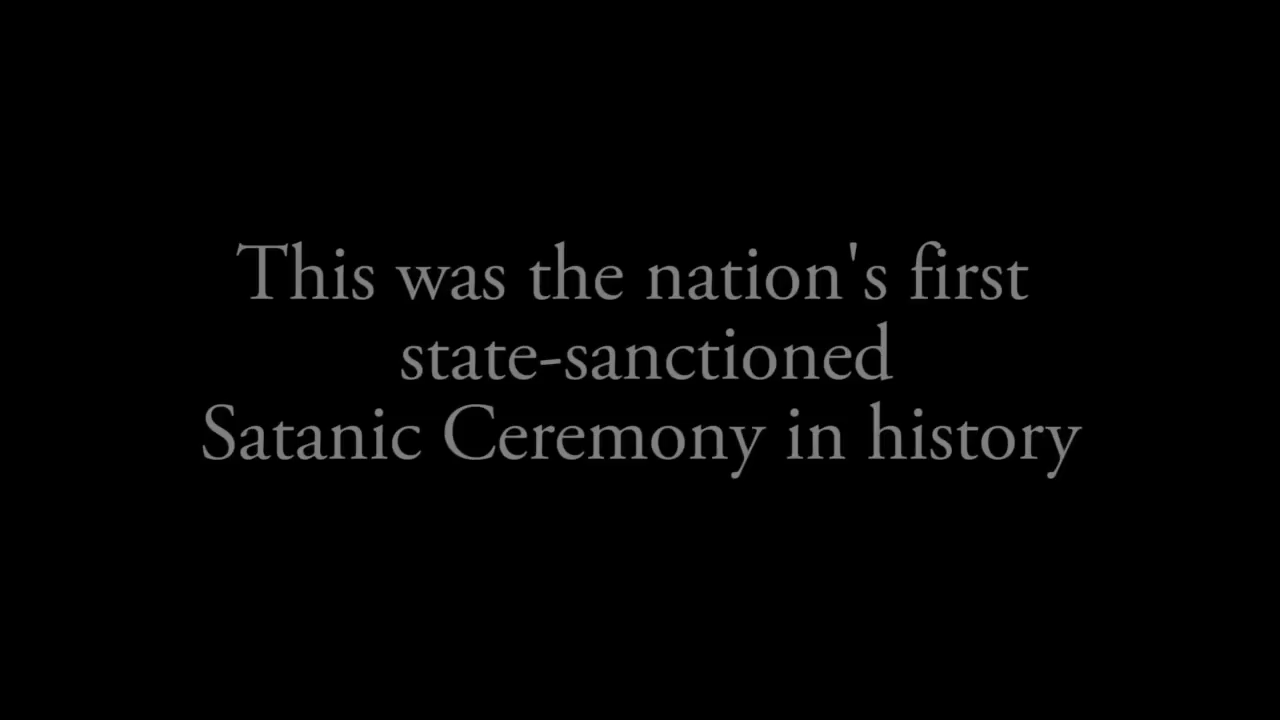 This was the nation's first
state-sanctioned
Satanic Ceremony in history